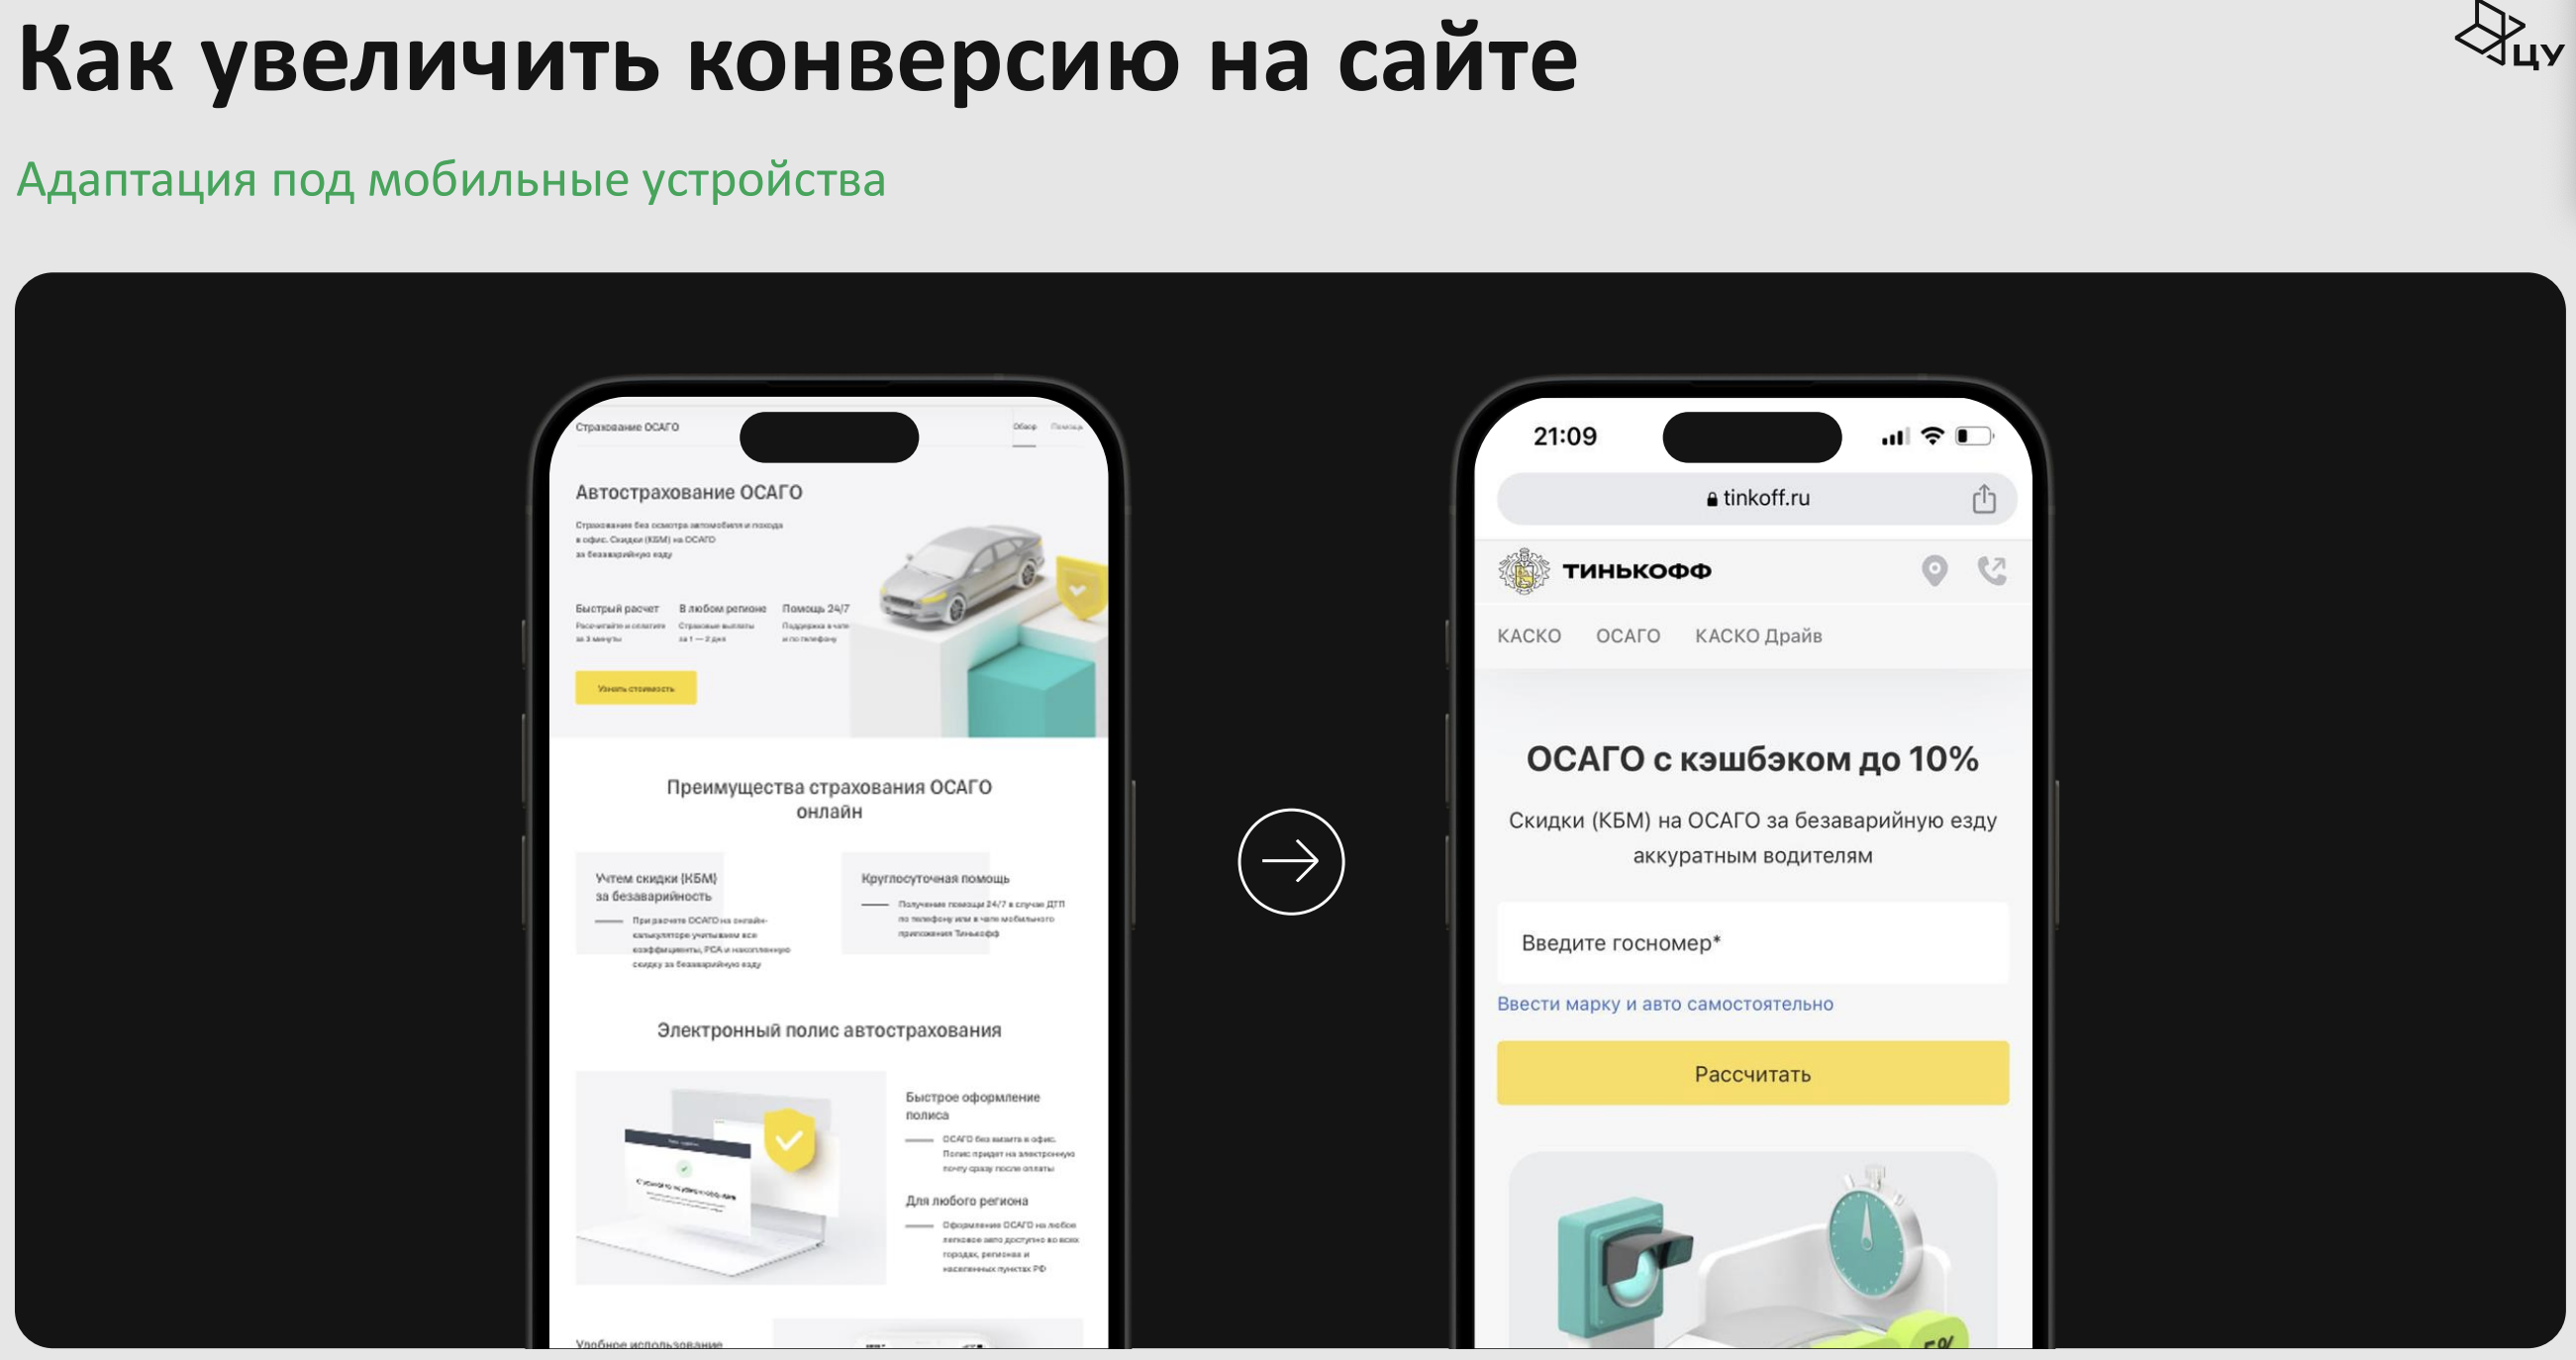 Как увеличить конверсию на сайте
ЦУ
Адаптация под мобильные устройства
Страхование ОСАГО
Обзор Помощь
Автострахование ОСАГО
Страхование без осмотра автомобиля и похода
в офис. Скидки (КБМ) на ОСАГО
за безаварийную езду
Быстрый расчет
Рассчитайте и оплатите
за 3 минуты
В любом регионе
Страховые выплаты
за 1 — 2 дня
Помощь 24/7
Поддержка в чате
и по телефону
Узнать стоимость
Преимущества страхования ОСАГО
онлайн
Учтем скидки (КБМ)
за безаварийность
При расчете ОСАГО на онлайн-
калькуляторе учитываем все
коэффициенты, РСА и накопленную
скидку за безаварийную езду
Круглосуточная помощь
Получение помощи 24/7 в случае ДТП
по телефону или в чате мобильного
приложения Тинькофф
Электронный полис автострахования
Быстрое оформление
полиса
ОСАГО без визита в офис.
Полис придет на электронную
почту сразу после оплаты
Для любого региона
Оформление ОСАГО на любое
легковое авто доступно во всех
городах, регионах и
населенных пунктах РФ
Удобное использование
21:09
tinkoff.ru
ТИНЬКОФФ
КАСКО ОСАГО КАСКО Драйв
ОСАГО с кэшбэком до 10%
Скидки (КБМ) на ОСАГО за безаварийную езду
аккуратным водителям
Введите госномер*
Ввести марку и авто самостоятельно
Рассчитать
5%